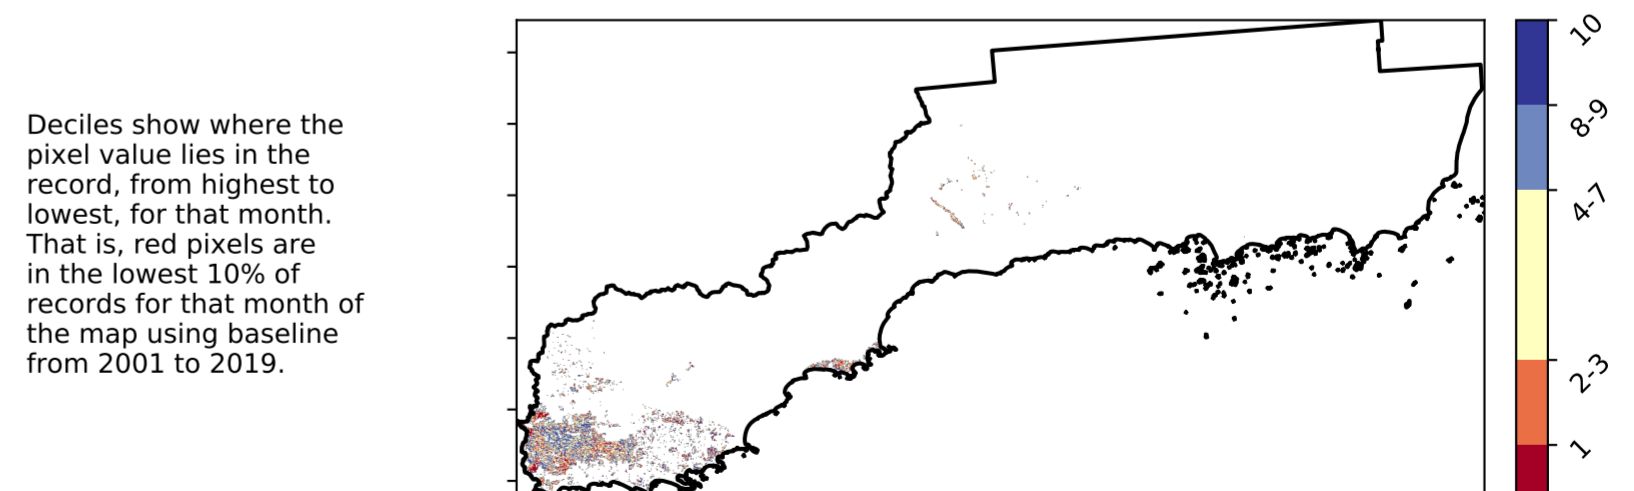 Deciles show where the
pixel value lies in the
record, from highest to
lowest, for that month.
That is, red pixels are
in the lowest 10% of
records for that month of
the map using baseline
from 2001 to 2019.
10
8-9
4-7
2-3
1